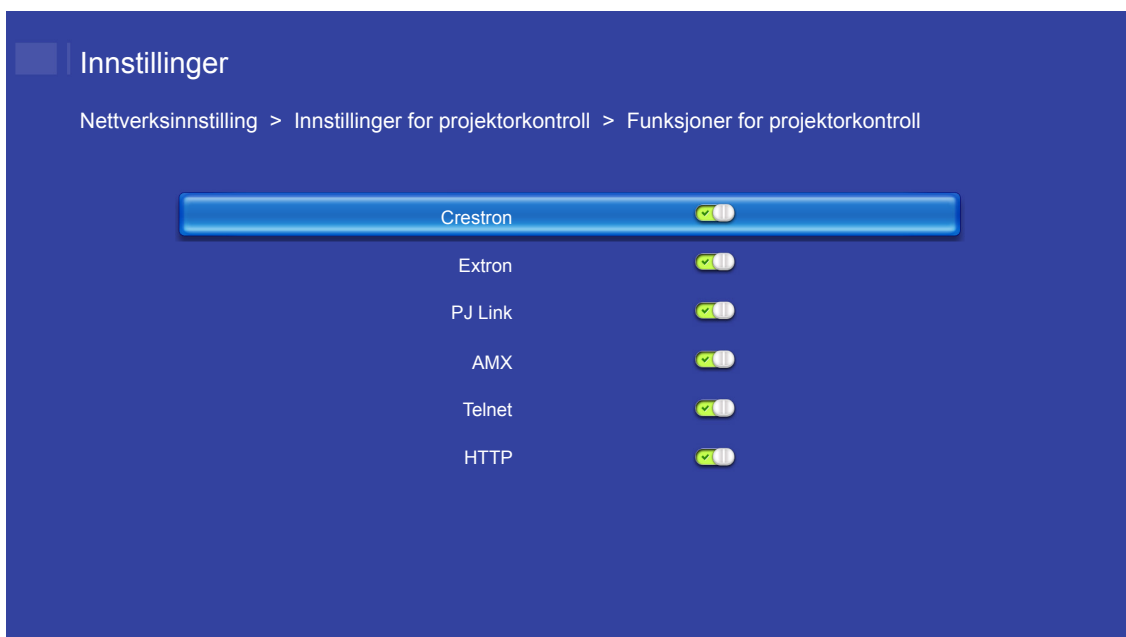 Innstillinger
Nettverksinnstilling > Innstillinger for projektorkontroll > Funksjoner for projektorkontroll
Crestron
Extron
PJ Link
AMX
Telnet
HTTP